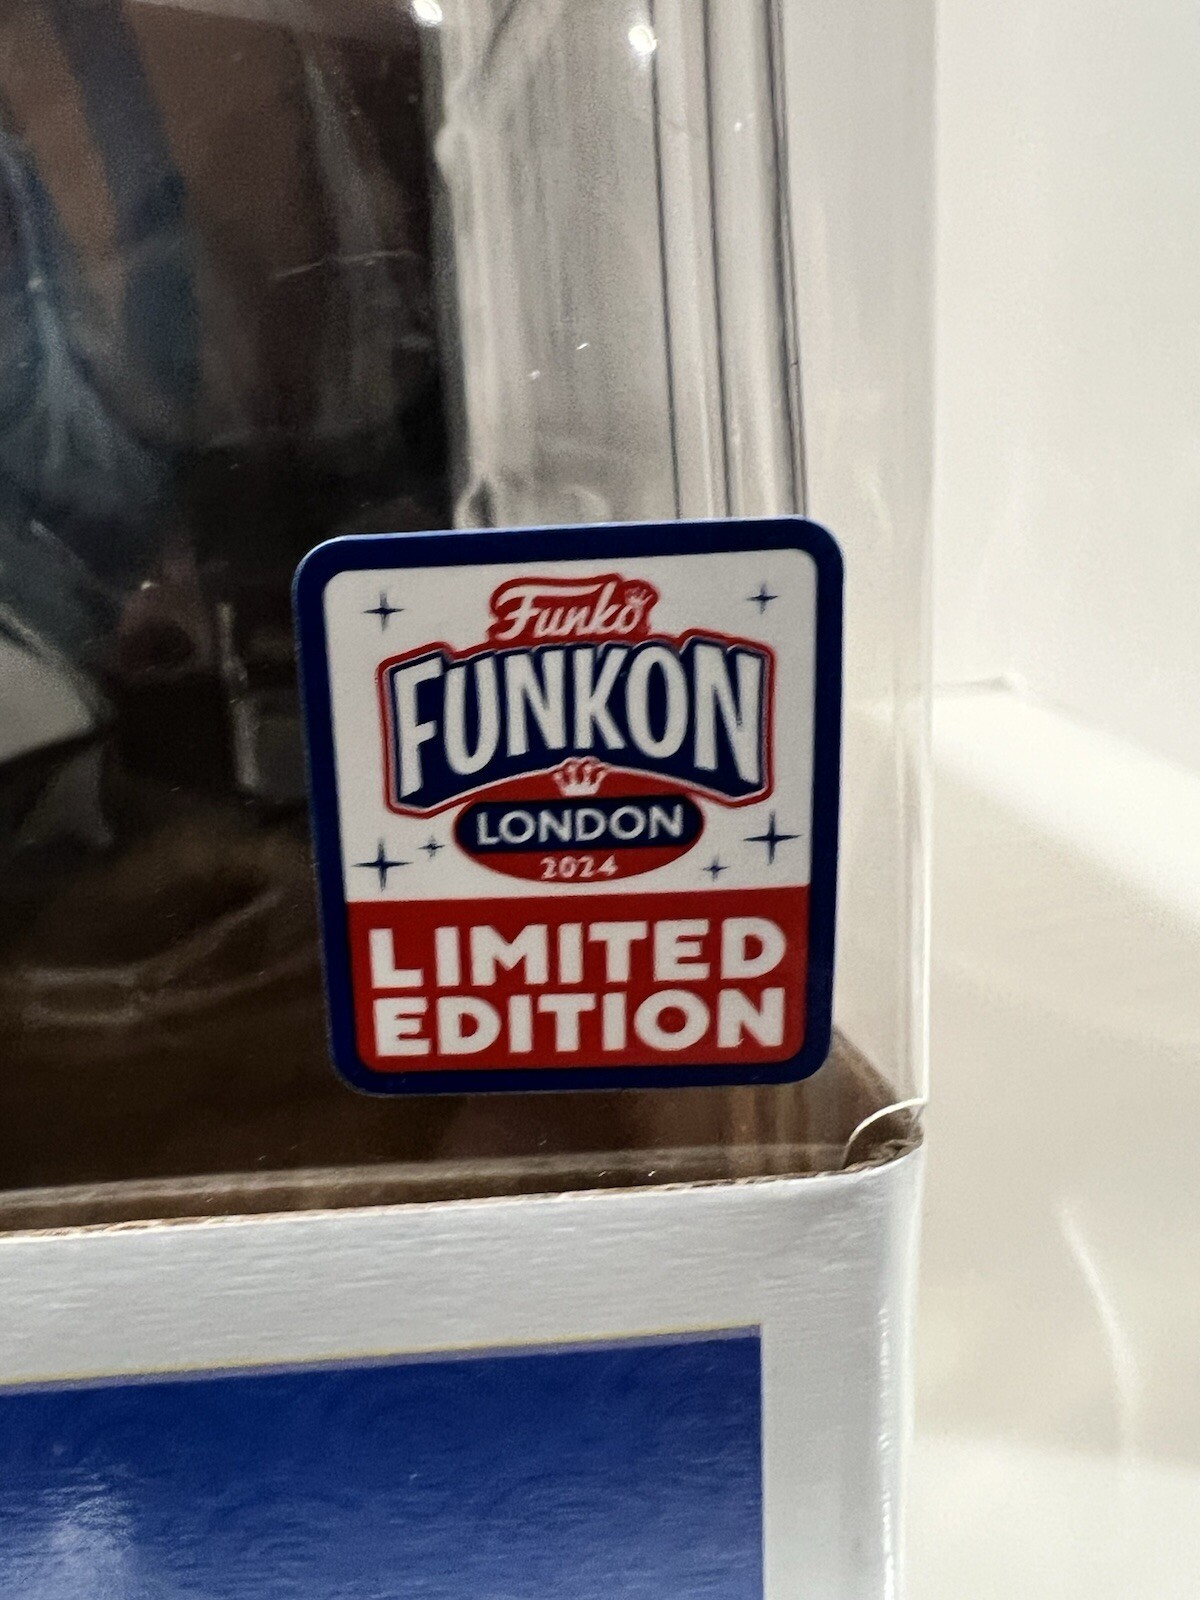 Funko
FUNKON
LONDON
2024
LIMITED
EDITION